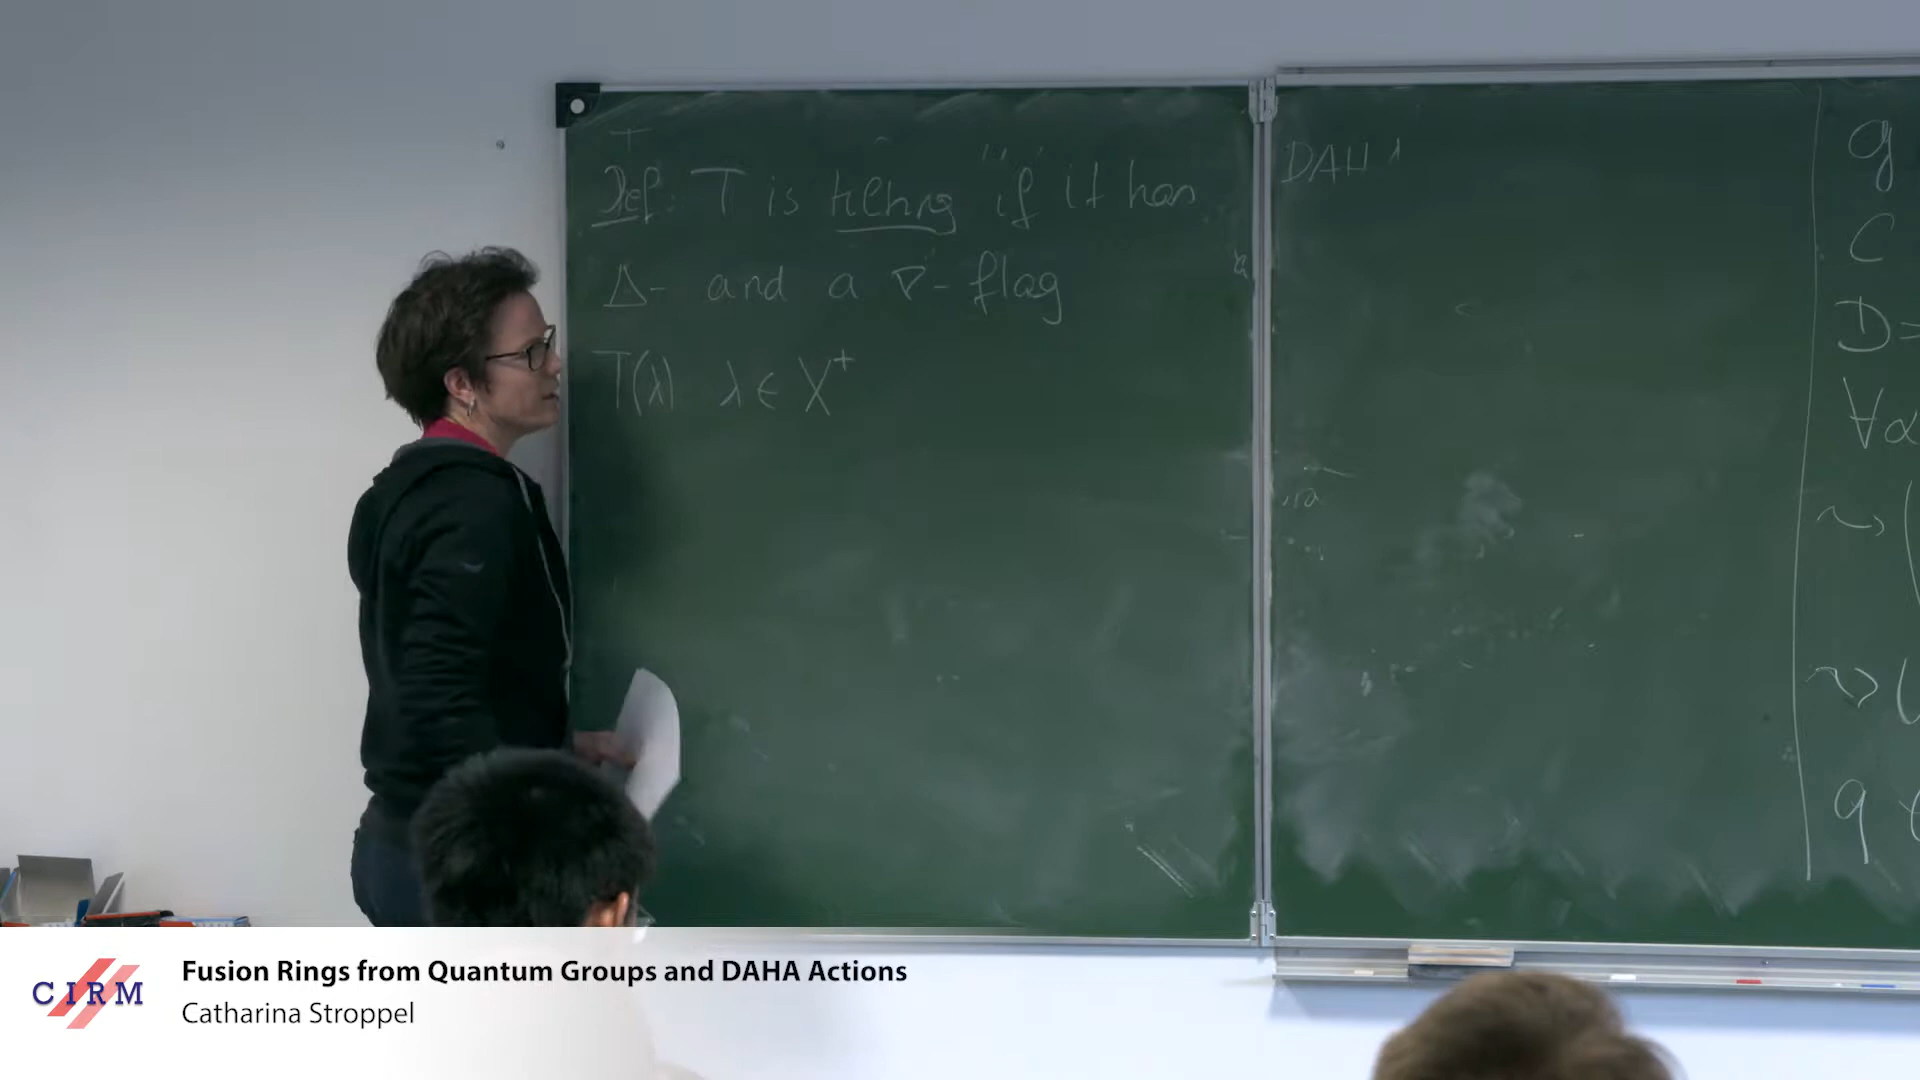 Def: T is tilting if it has
Δ- and a ∇-flag
T(λ) λ ∈ X⁺
DAH
g
C
D=
∀α
⇝ (
⇝ (
q
CIRM
Fusion Rings from Quantum Groups and DAHA Actions
Catharina Stroppel